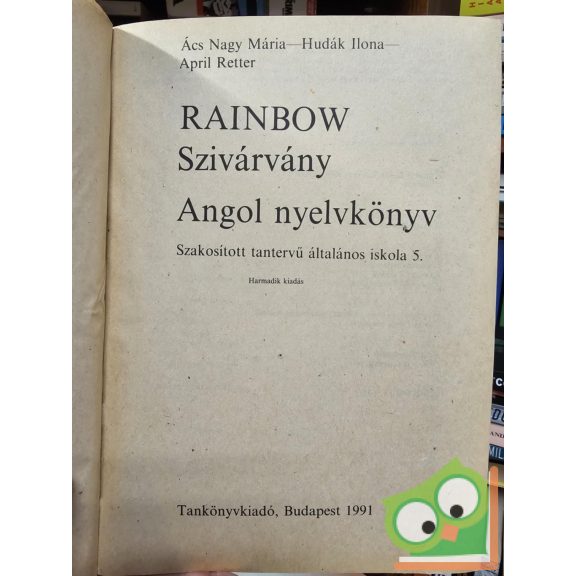 Ács Nagy Mária—Hudák Ilona—
April Retter
RAINBOW
Szivárvány
Angol nyelvkönyv
Szakosított tantervű általános iskola 5.
Harmadik kiadás
Tankönyvkiadó, Budapest 1991